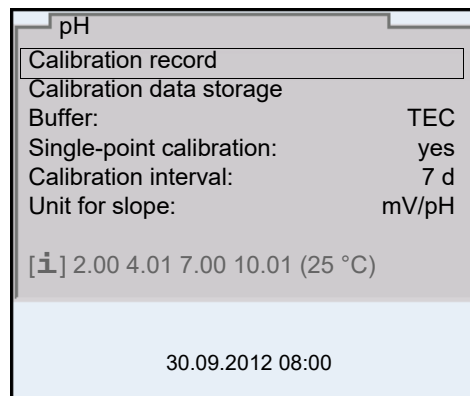 pH
Calibration record
Calibration data storage
Buffer: TEC
Single-point calibration: yes
Calibration interval: 7 d
Unit for slope: mV/pH
[i] 2.00 4.01 7.00 10.01 (25 °C)
30.09.2012 08:00